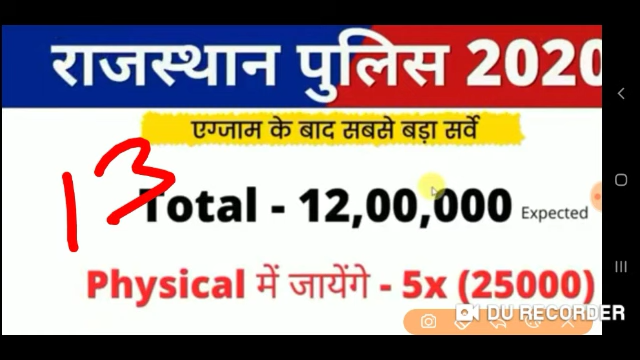 राजस्थान पुलिस 2020
एग्जाम के बाद सबसे बड़ा सर्वे
13
Total - 12,00,000 Expected
Physical में जायेंगे - 5x (25000)
DU RECORDER